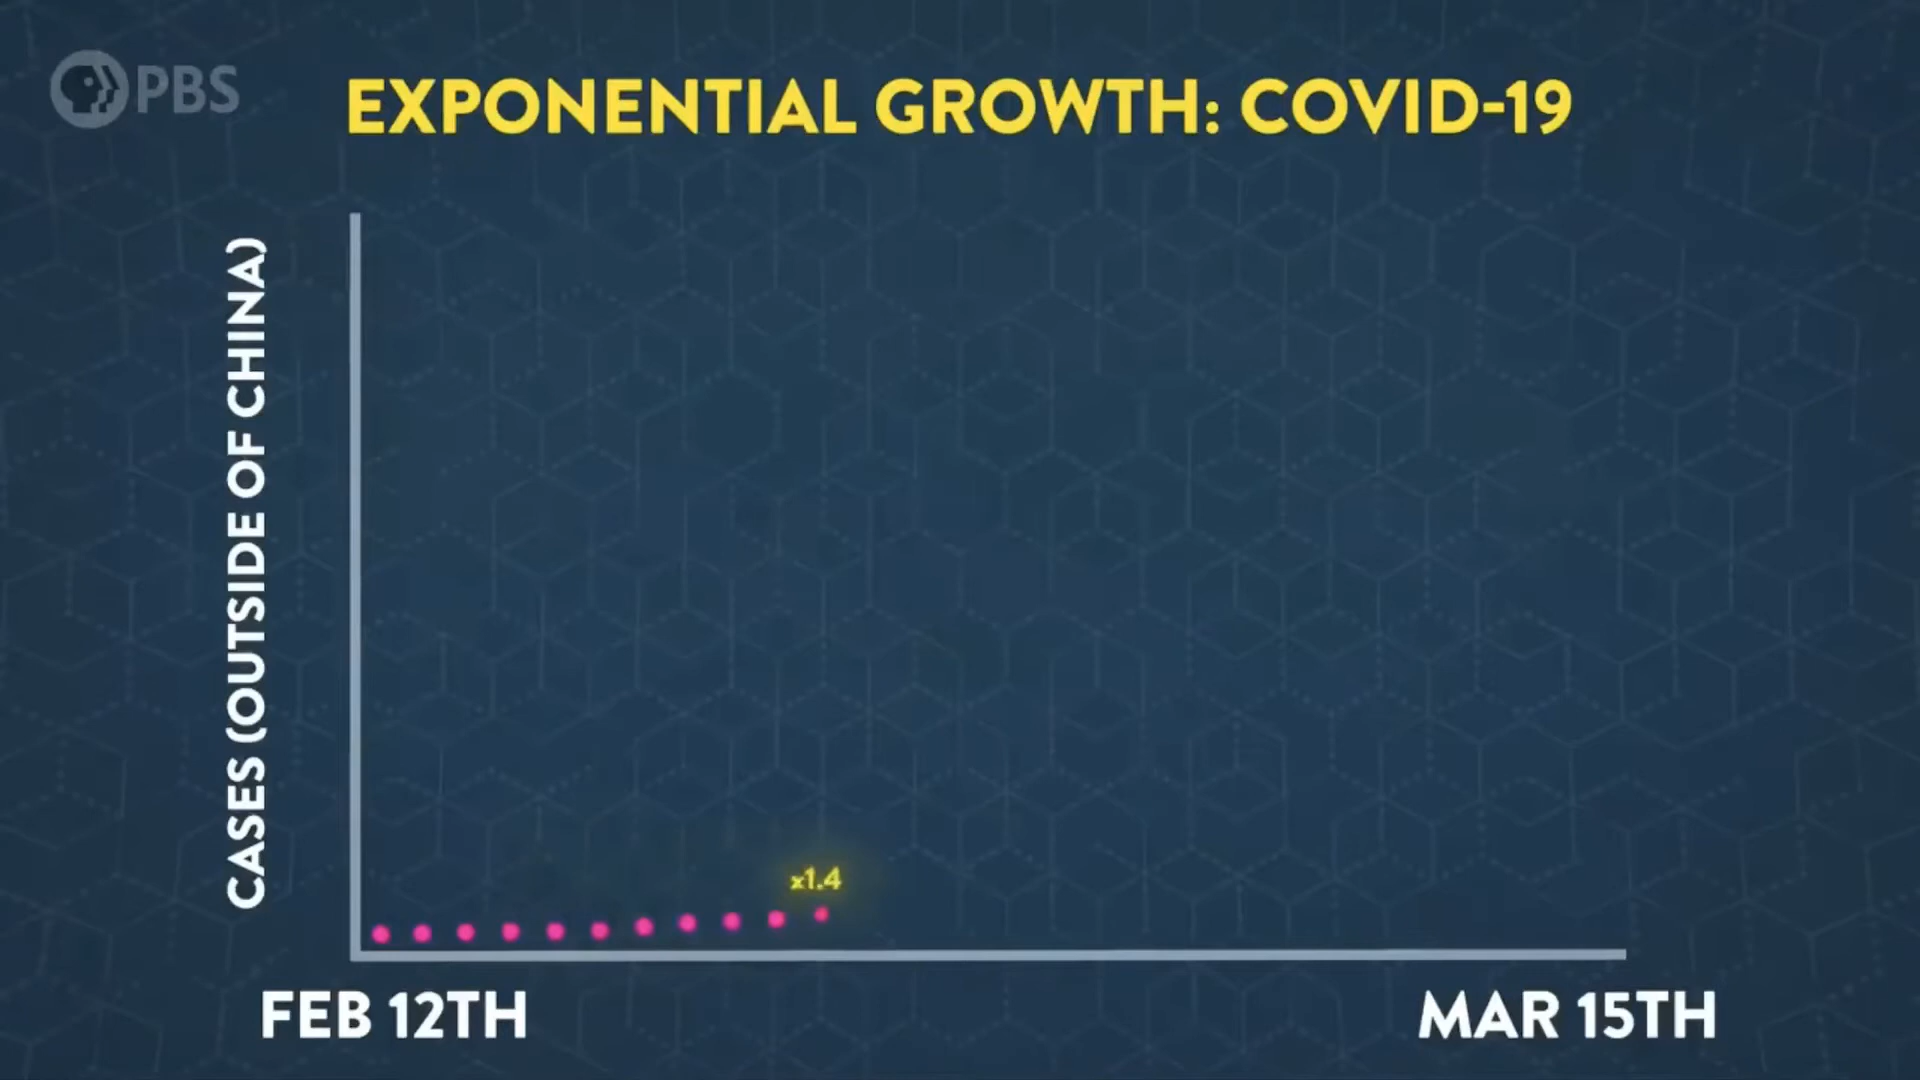 PBS
EXPONENTIAL GROWTH: COVID-19
CASES (OUTSIDE OF CHINA)
x1.4
FEB 12TH
MAR 15TH